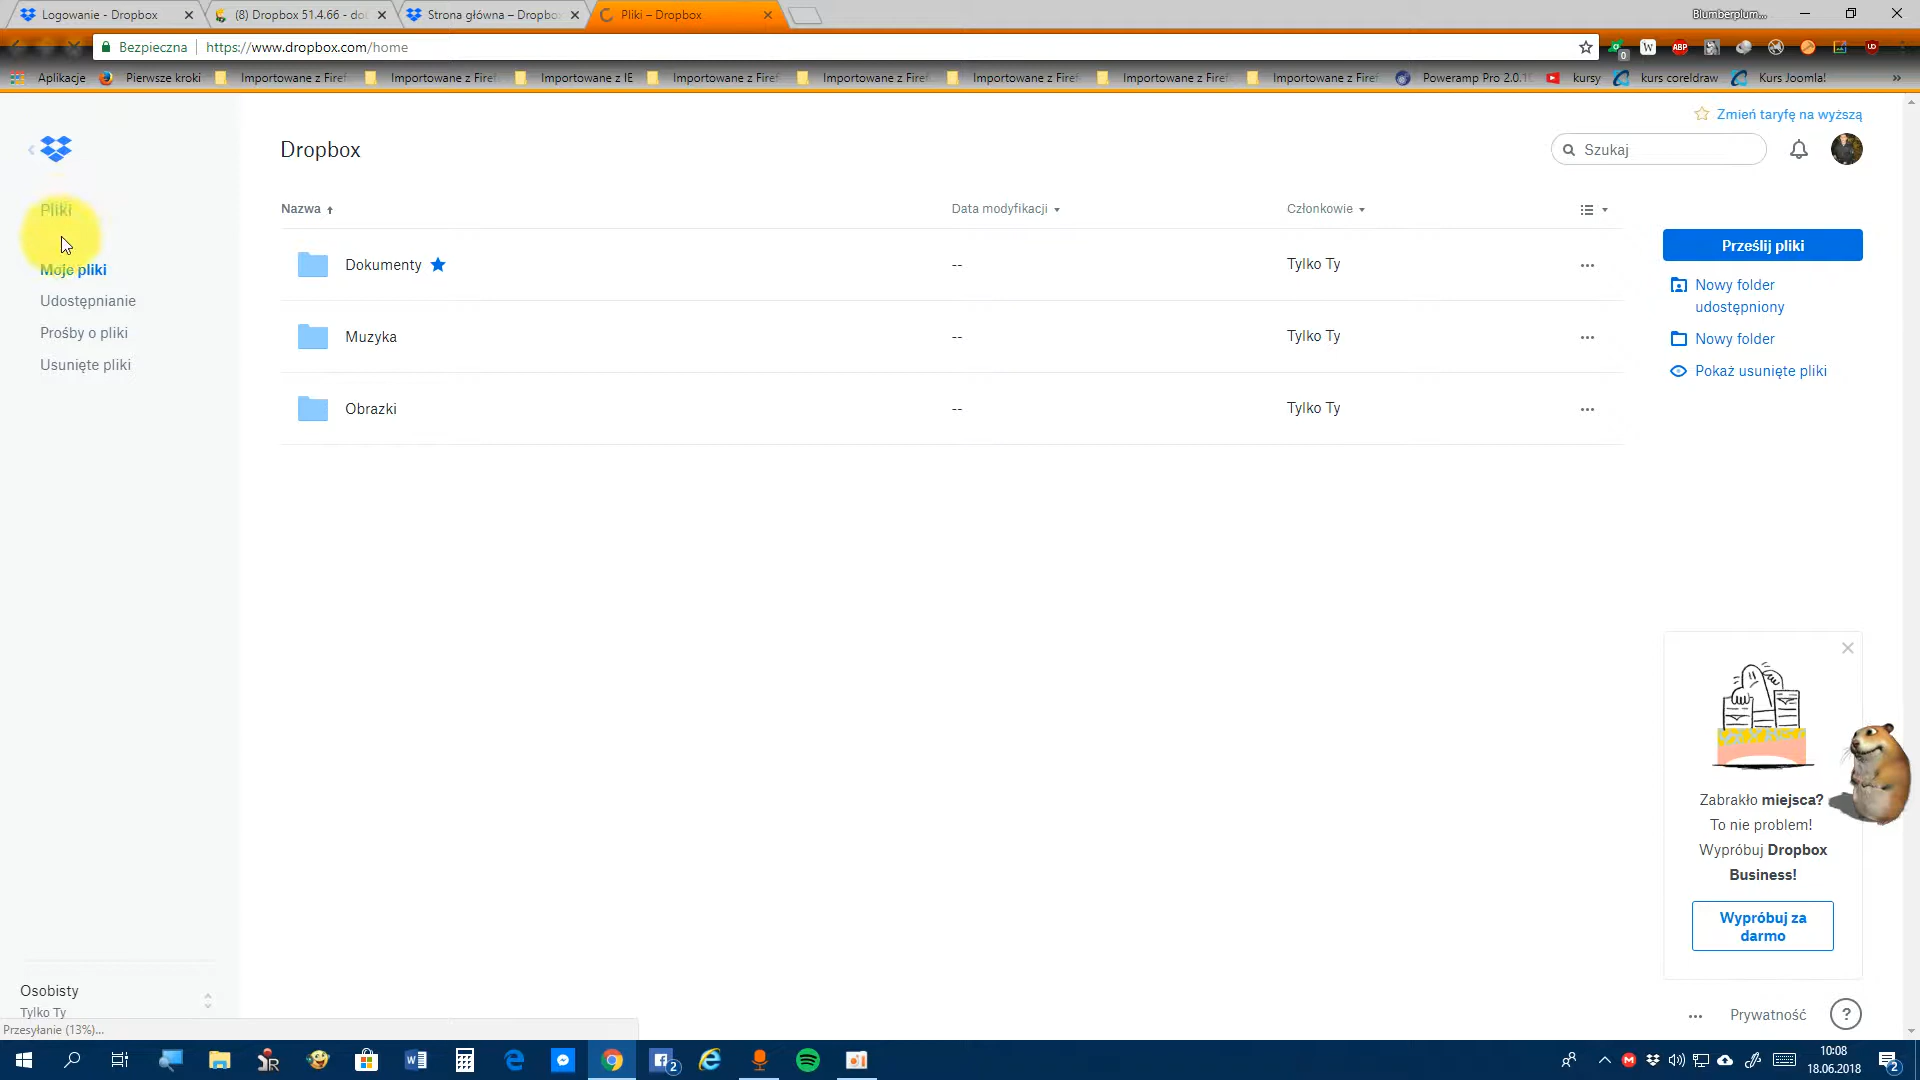 Logowanie - Dropbox
(8) Dropbox 51.4.66 - do
Strona główna – Dropbo
Pliki – Dropbox
Blumberplum...
Bezpieczna
https://www.dropbox.com/home
W
ABP
0
Aplikacje
Pierwsze kroki
Importowane z Firef
Importowane z Firef
Importowane z IE
Importowane z Firef
Importowane z Firef
Importowane z Firef
Importowane z Firef
Importowane z Firef
Poweramp Pro 2.0.1
kursy
kurs coreldraw
Kurs Joomla!
»
Zmień taryfę na wyższą
Dropbox
Szukaj
Pliki
Moje pliki
Udostępnianie
Prośby o pliki
Usunięte pliki
Nazwa
Data modyfikacji
Członkowie
Dokumenty
--
Tylko Ty
Muzyka
--
Tylko Ty
Obrazki
--
Tylko Ty
Prześlij pliki
Nowy folder
udostępniony
Nowy folder
Pokaż usunięte pliki
Zabrakło miejsca?
To nie problem!
Wypróbuj Dropbox
Business!
Wypróbuj za
darmo
Osobisty
Tylko Ty
Przesyłanie (13%)...
Prywatność
?
2
10:08
18.06.2018
2